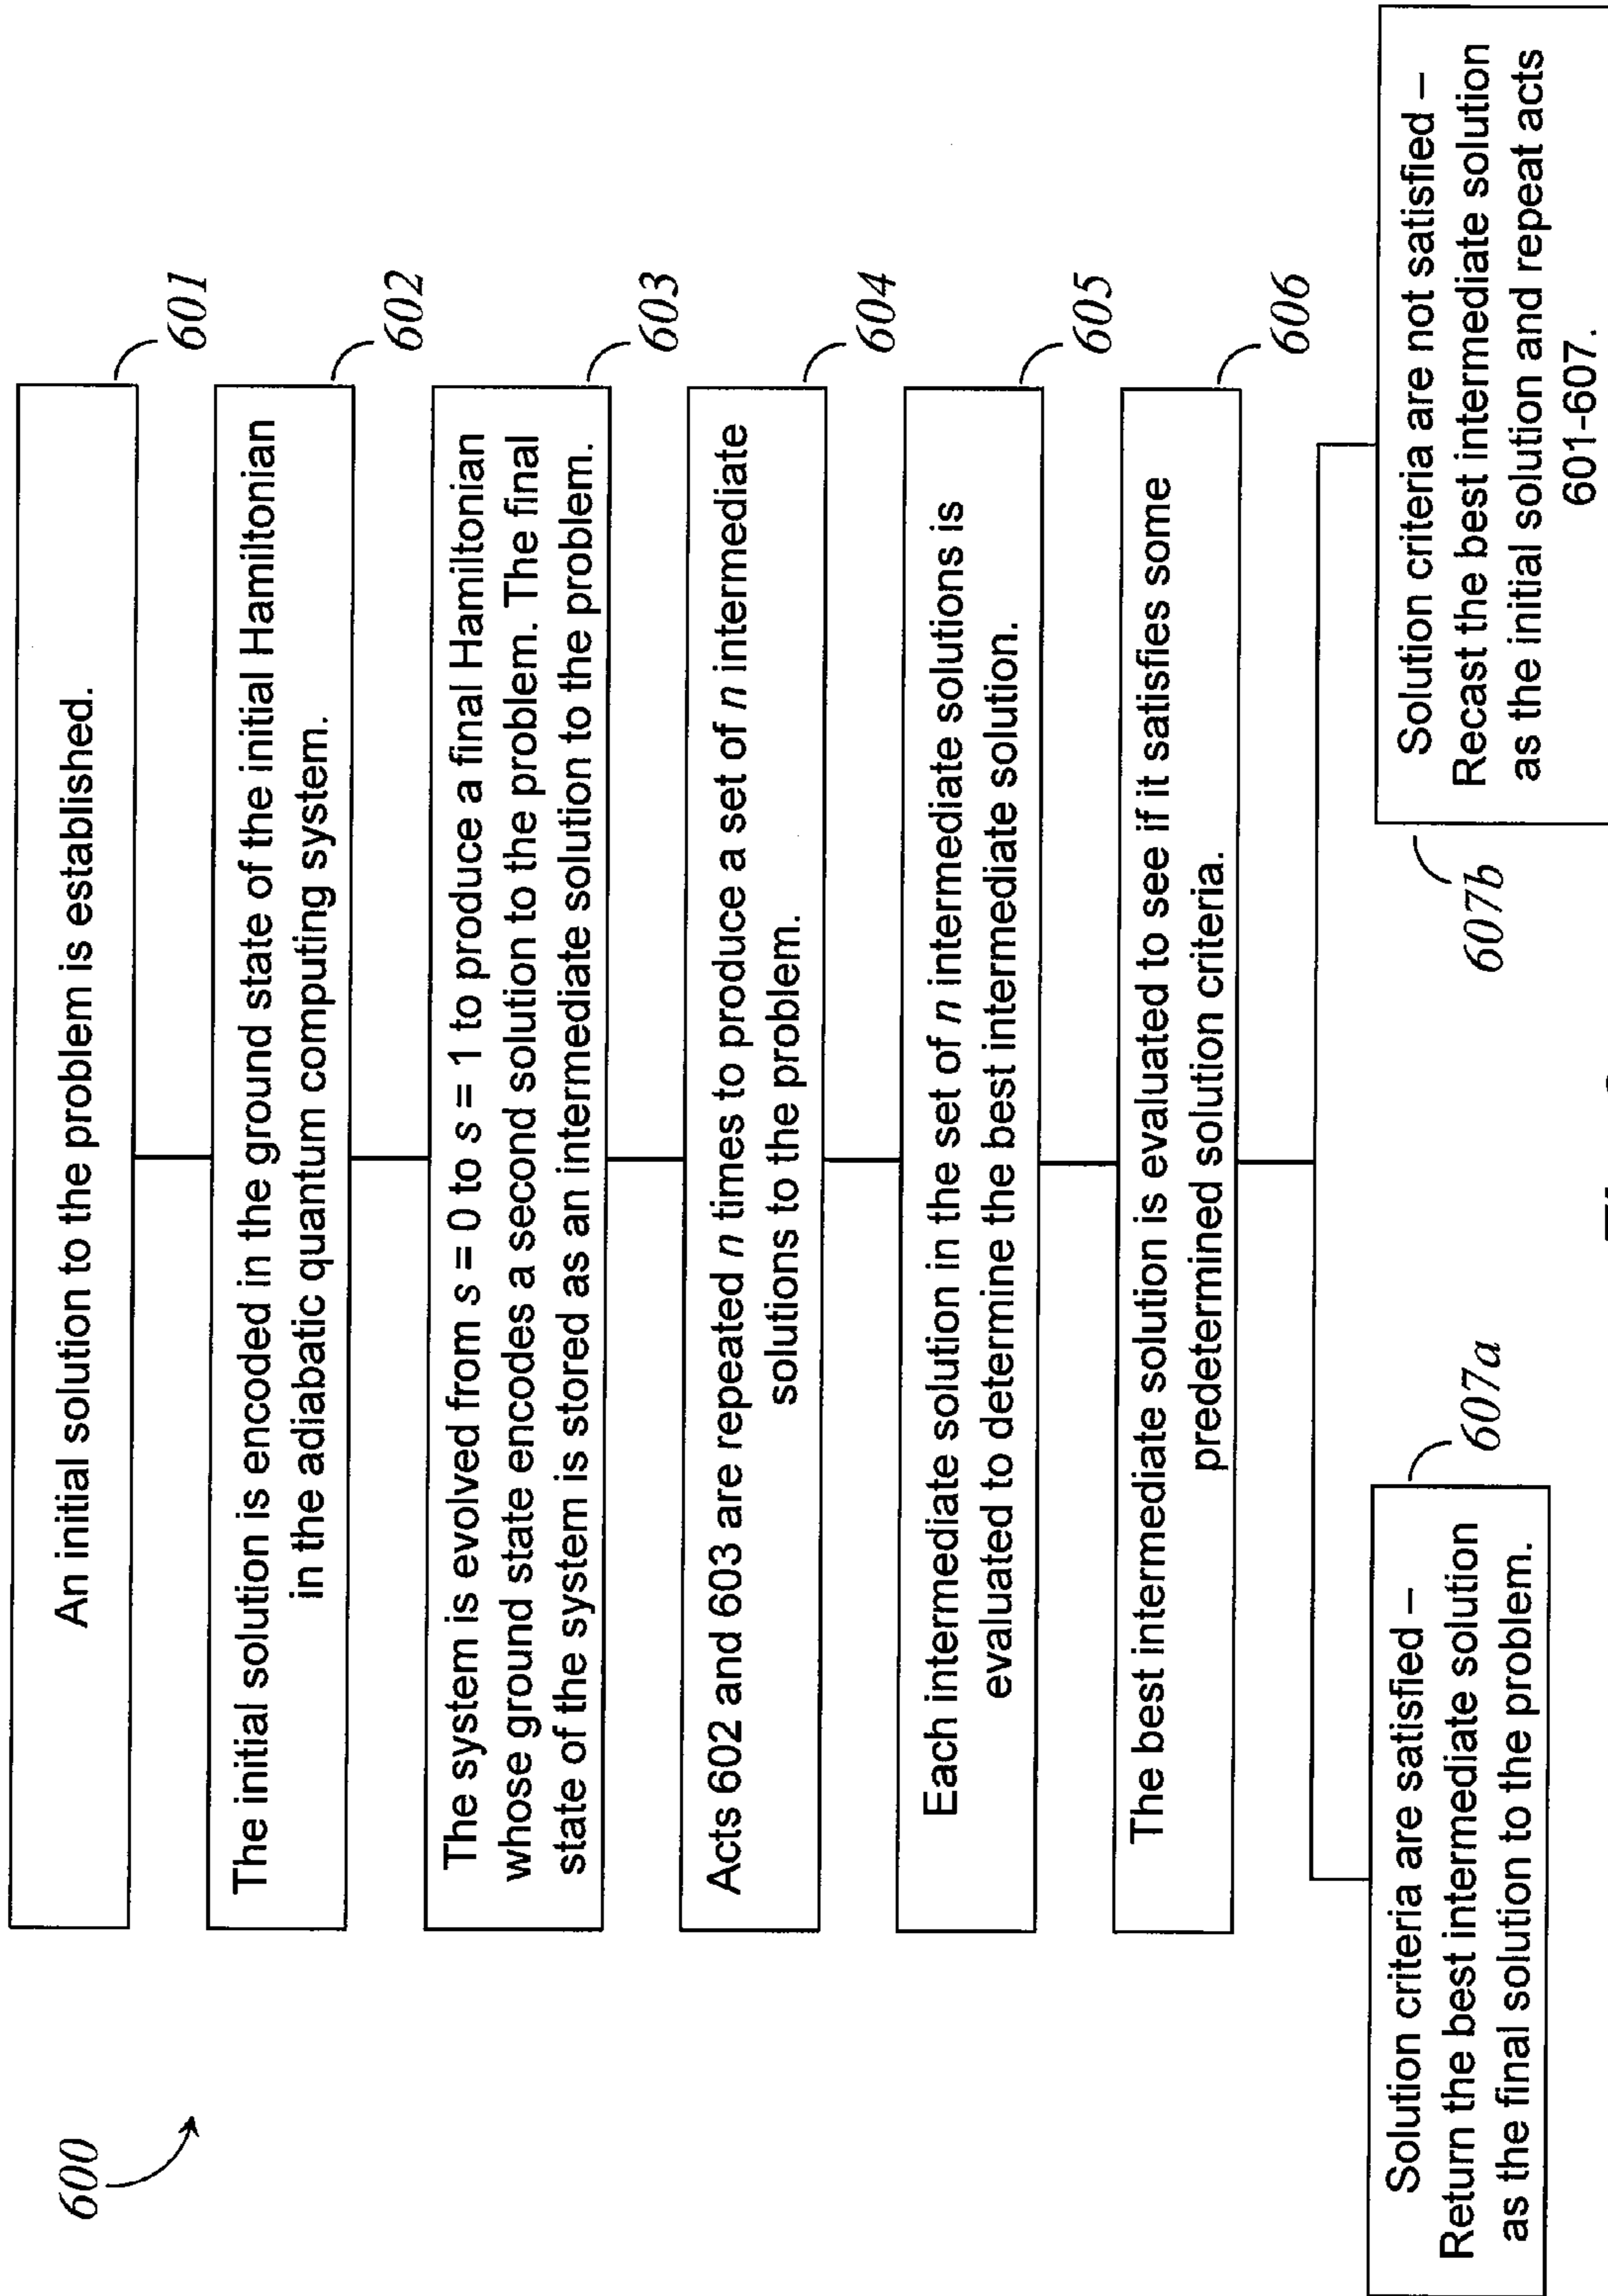 600
An initial solution to the problem is established.
601
The initial solution is encoded in the ground state of the initial Hamiltonian
in the adiabatic quantum computing system.
602
The system is evolved from s = 0 to s = 1 to produce a final Hamiltonian
whose ground state encodes a second solution to the problem. The final
state of the system is stored as an intermediate solution to the problem.
603
Acts 602 and 603 are repeated n times to produce a set of n intermediate
solutions to the problem.
604
Each intermediate solution in the set of n intermediate solutions is
evaluated to determine the best intermediate solution.
605
The best intermediate solution is evaluated to see if it satisfies some
predetermined solution criteria.
606
Solution criteria are satisfied –
Return the best intermediate solution
as the final solution to the problem.
607a
Solution criteria are not satisfied –
Recast the best intermediate solution
as the initial solution and repeat acts
601-607.
607b